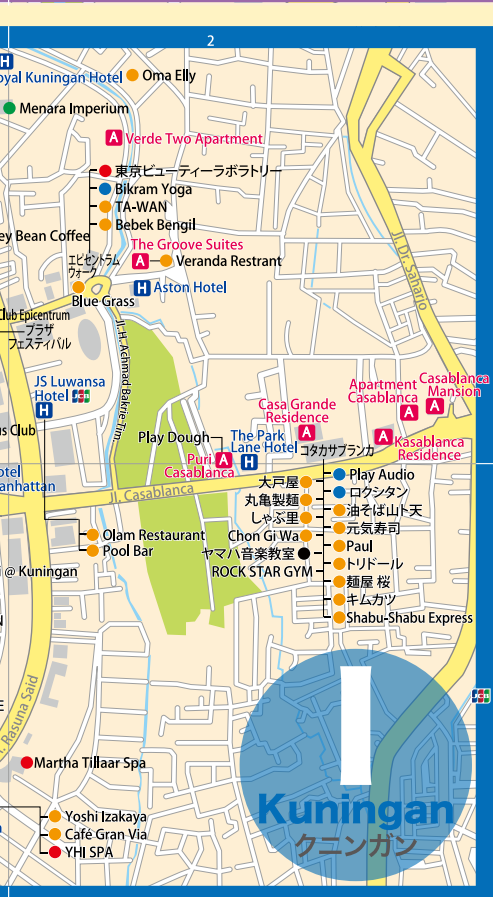 2
H
oyal Kuningan Hotel
Oma Elly
Menara Imperium
A Verde Two Apartment
東京ビューティーラボラトリー
Bikram Yoga
TA-WAN
Bebek Bengil
ey Bean Coffee
The Groove Suites
A
Veranda Restrant
エピセントラム
ウォーク
H Aston Hotel
Blue Grass
Jl. Dr. Saharjo
Club Epicentrum
プラザ
フェスティバル
Jl. H. Achmad Bakrie Tim
JS Luwansa
Hotel JCB
H
us Club
Apartment
Casablanca
A
Casablanca
Mansion
A
Casa Grande
Residence
A
Play Dough
The Park
Lane Hotel
H
コタカサブランカ
A
Kasablanca
Residence
Puri
Casablanca
A
otel
anhattan
Jl. Casablanca
大戸屋
丸亀製麺
しゃぶ里
Chon Gi Wa
ヤマハ音楽教室
ROCK STAR GYM
Play Audio
ロクシタン
油そば山ト天
元気寿司
Paul
トリドール
麺屋 桜
キムカツ
Shabu-Shabu Express
Olam Restaurant
Pool Bar
i @ Kuningan
l. Rasuna Said
E
JCB
Martha Tillaar Spa
Yoshi Izakaya
Café Gran Via
YHI SPA
I
Kuningan
クニンガン